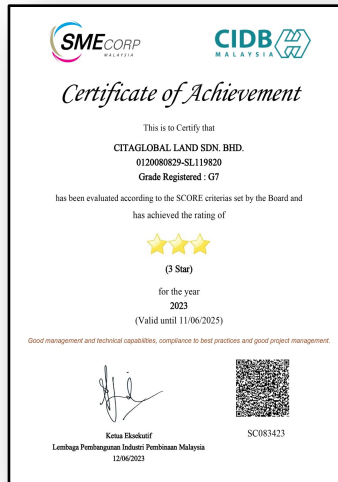 SMECORP
MALAYSIA
CIDB
MALAYSIA
Certificate of Achievement
This is to Certify that
CITAGLOBAL LAND SDN. BHD.
0120080829-SL119820
Grade Registered : G7
has been evaluated according to the SCORE criterias set by the Board and
has achieved the rating of
(3 Star)
for the year
2023
(Valid until 11/06/2025)
Good management and technical capabilities, compliance to best practices and good project management.
Ketua Eksekutif
Lembaga Pembangunan Industri Pembinaan Malaysia
12/06/2023
SC083423